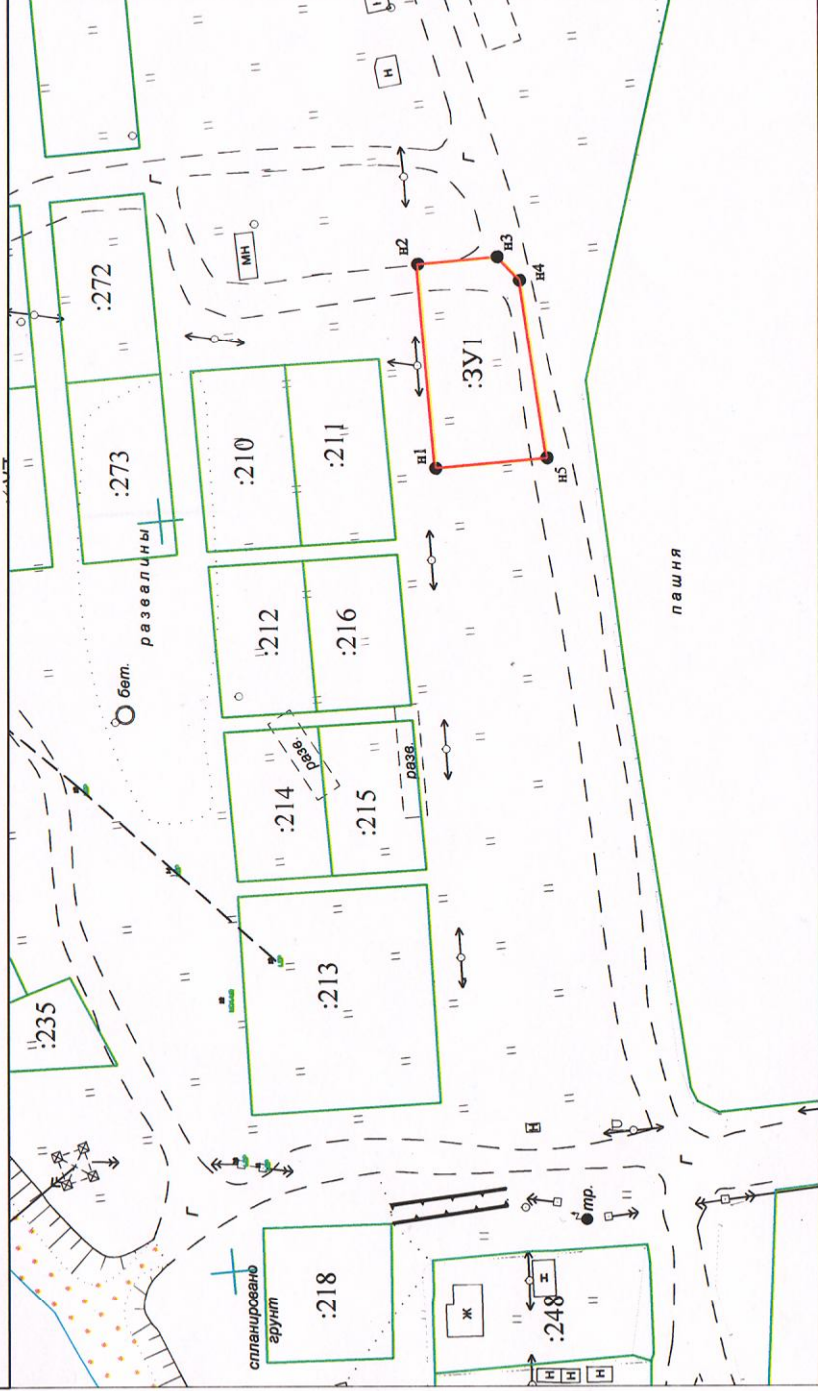 н
Г
:272
МН
н2
Г
н3
н4
:273
:210
:211
:ЗУ1
н1
н5
развалины
бет.
:212
:216
пашня
разв.
:214
:215
разв.
:235
:213
Н
Г
Г
тр.
спланировано
грунт
:218
Ж
Н
:248
Н
Н
Н